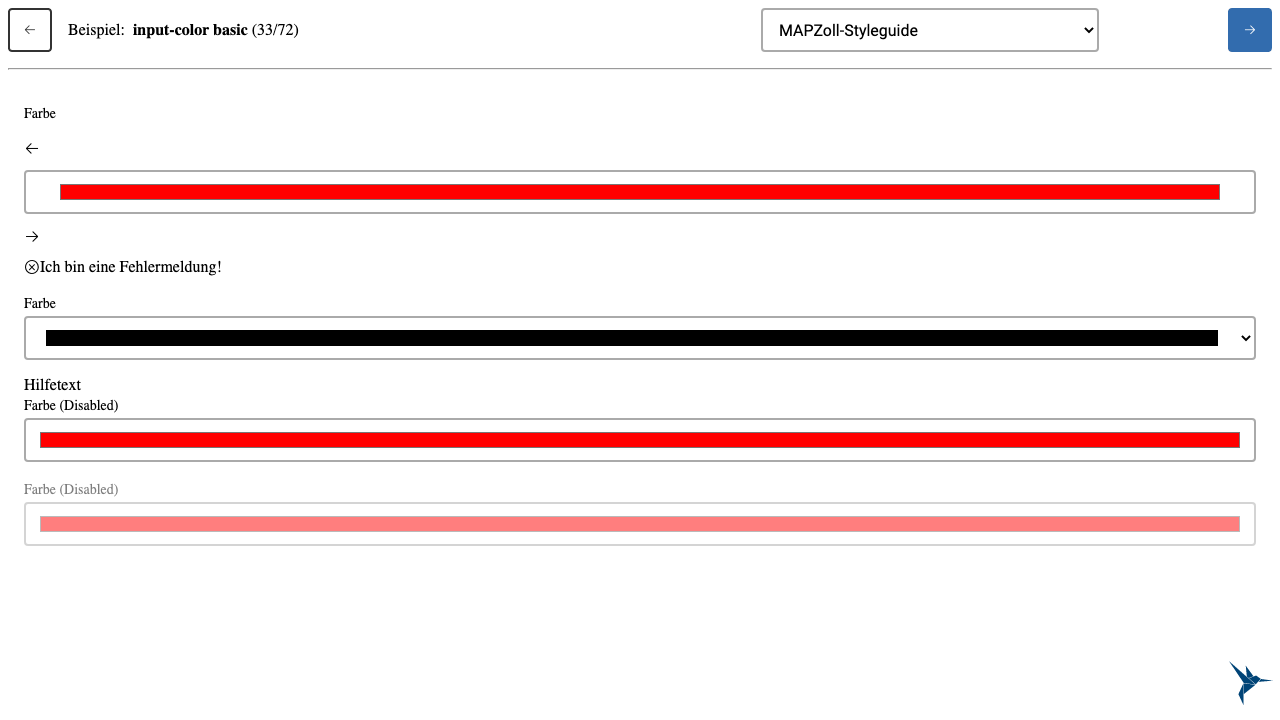 Beispiel: input-color basic (33/72)
MAPZoll-Styleguide
Farbe
Ich bin eine Fehlermeldung!
Farbe
Hilfetext
Farbe (Disabled)
Farbe (Disabled)